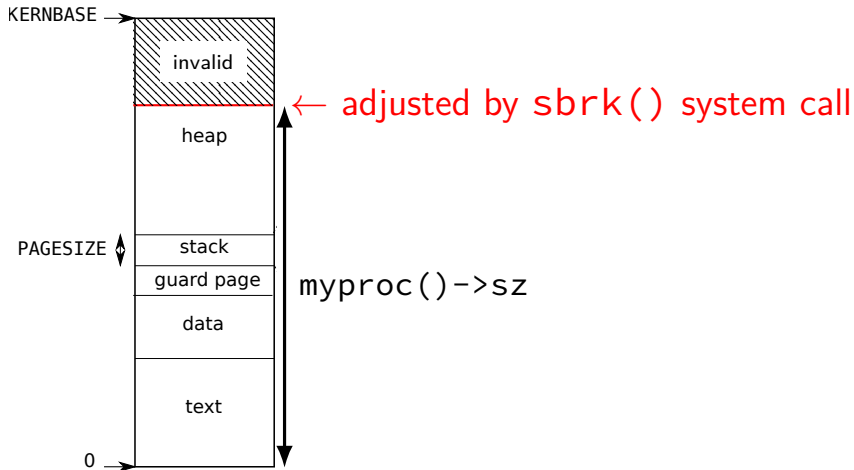 KERNBASE
invalid
← adjusted by sbrk() system call
heap
PAGESIZE
stack
guard page
myproc()->sz
data
text
0